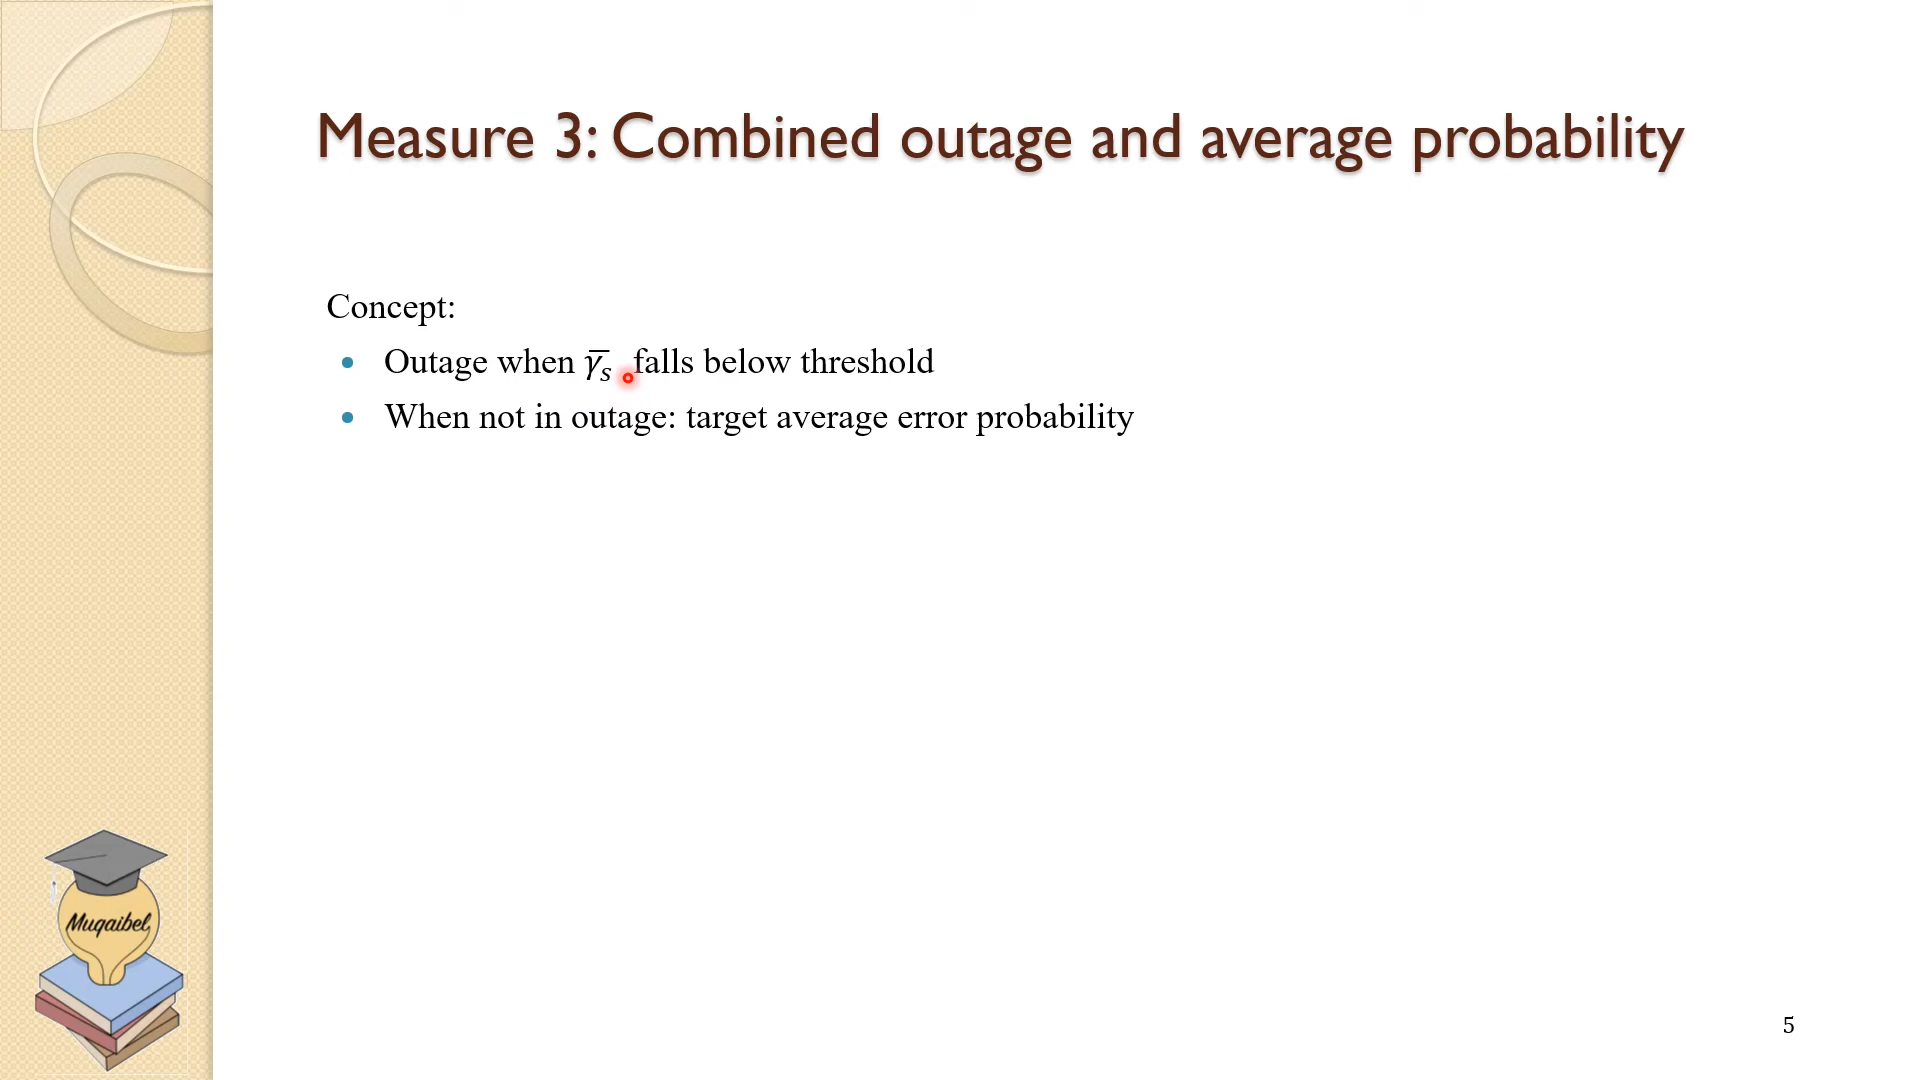 Measure 3: Combined outage and average probability
Concept:
• Outage when γ̅ₛ falls below threshold
• When not in outage: target average error probability
Muqaibel
5